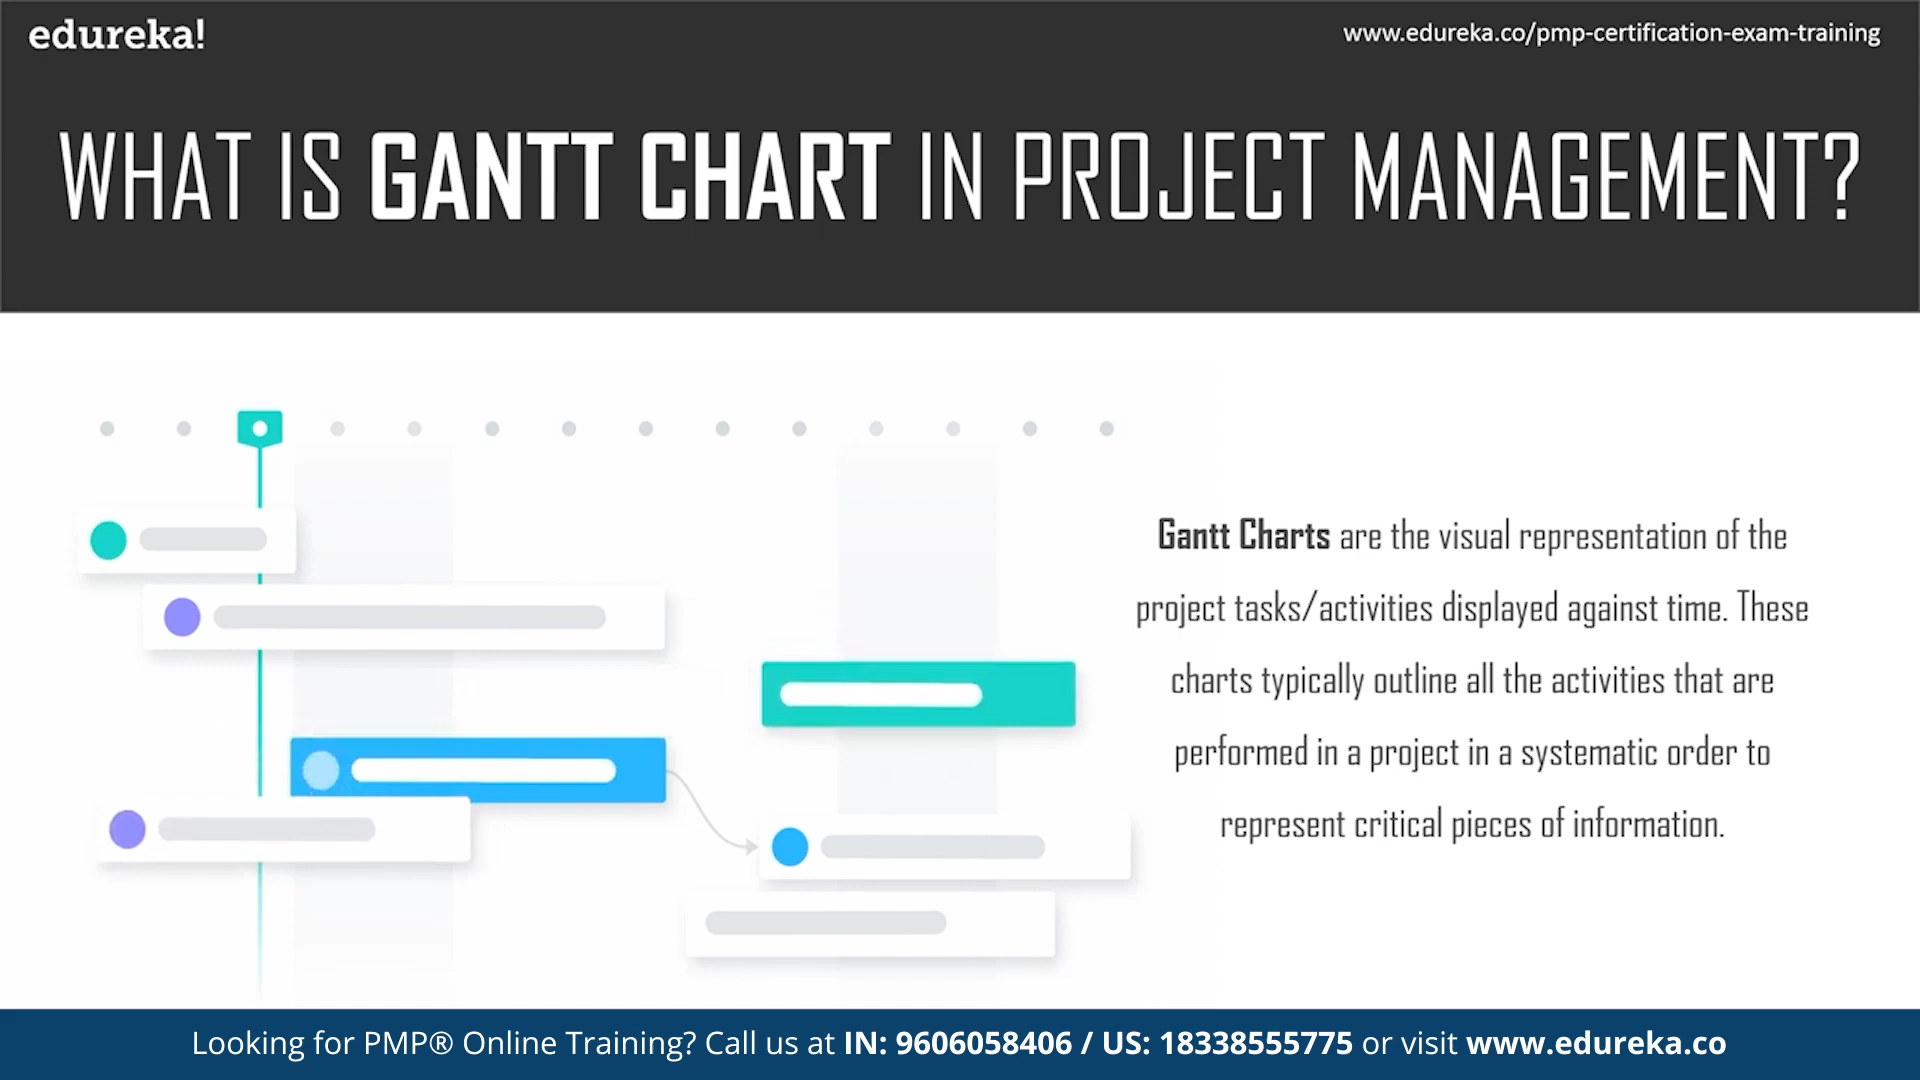 edureka!
www.edureka.co/pmp-certification-exam-training
WHAT IS GANTT CHART IN PROJECT MANAGEMENT?
Gantt Charts are the visual representation of the
project tasks/activities displayed against time. These
charts typically outline all the activities that are
performed in a project in a systematic order to
represent critical pieces of information.
Looking for PMP® Online Training? Call us at IN: 9606058406 / US: 18338555775 or visit www.edureka.co